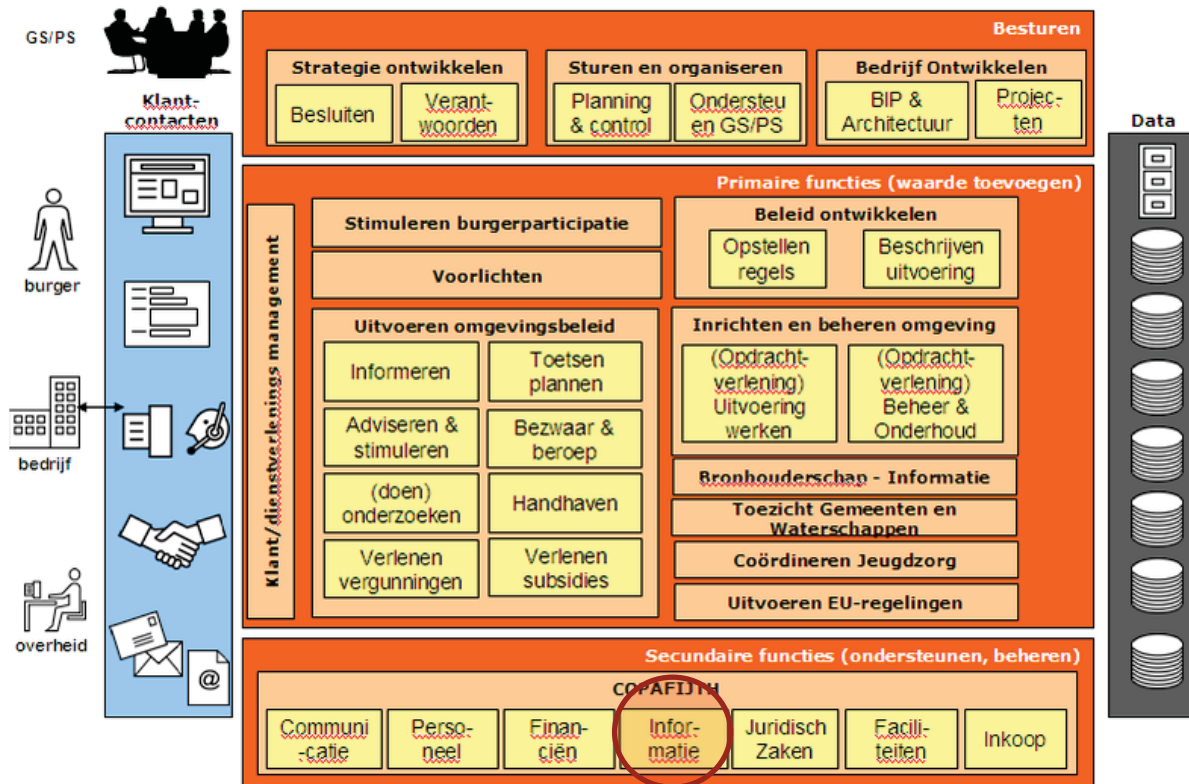 GS/PS
Klant-
contacten
burger
bedrijf
overheid
@
Besturen
Strategie ontwikkelen
Besluiten
Verant-
woorden
Sturen en organiseren
Planning
& control
Ondersteu
en GS/PS
Bedrijf Ontwikkelen
BIP &
Architectuur
Projec-
ten
Primaire functies (waarde toevoegen)
Klant/dienstverlenings management
Stimuleren burgerparticipatie
Voorlichten
Uitvoeren omgevingsbeleid
Informeren
Toetsen
plannen
Adviseren &
stimuleren
Bezwaar &
beroep
(doen)
onderzoeken
Handhaven
Verlenen
vergunningen
Verlenen
subsidies
Beleid ontwikkelen
Opstellen
regels
Beschrijven
uitvoering
Inrichten en beheren omgeving
(Opdracht-
verlening)
Uitvoering
werken
(Opdracht-
verlening)
Beheer &
Onderhoud
Bronhouderschap - Informatie
Toezicht Gemeenten en
Waterschappen
Coördineren Jeugdzorg
Uitvoeren EU-regelingen
Secundaire functies (ondersteunen, beheren)
COPAFIJTH
Communi
-catie
Perso-
neel
Finan-
ciën
Infor-
matie
Juridisch
Zaken
Facili-
teiten
Inkoop
Data